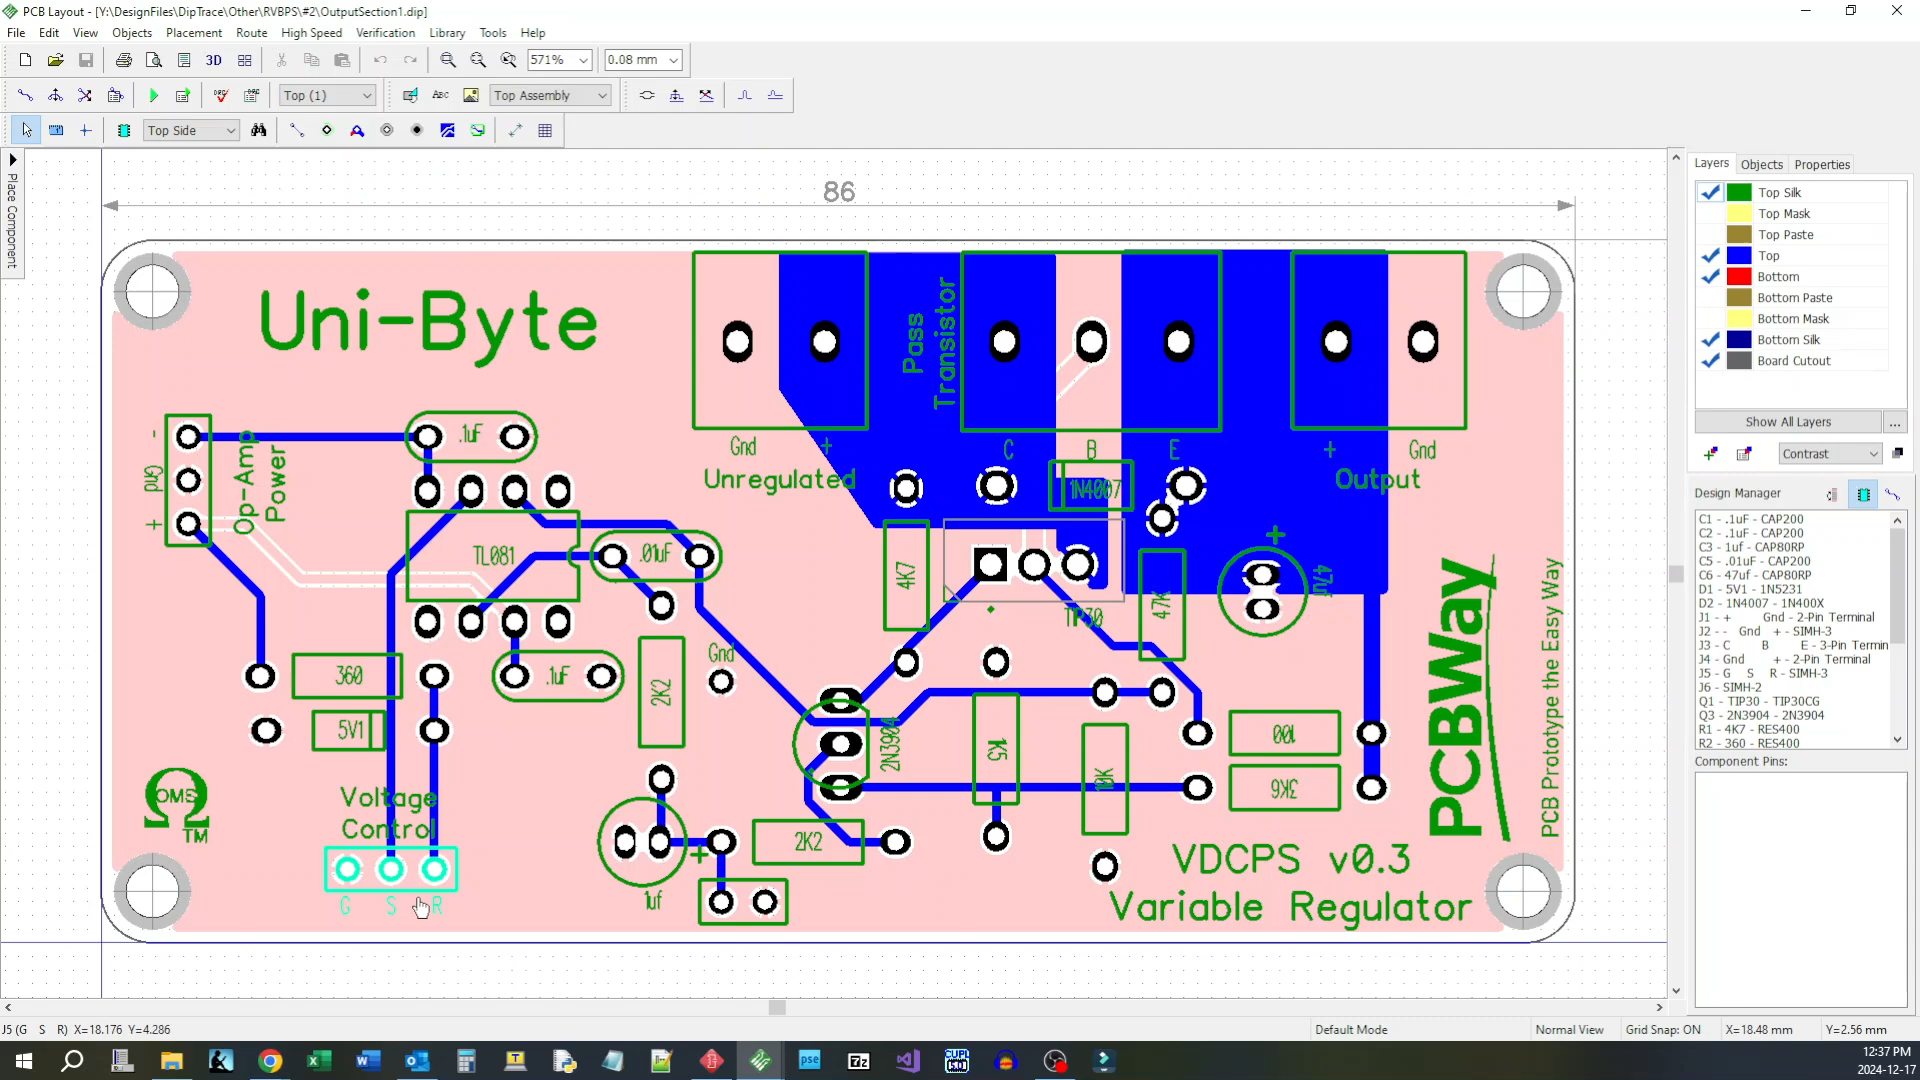 PCB Layout - [Y:\DesignFiles\DipTrace\Other\RVBPS\#2\OutputSection1.dip]
File Edit View Objects Placement Route High Speed Verification Library Tools Help
3D 571% 0.08 mm
Top (1) ABC Top Assembly
Top Side
Place Component
86
Uni-Byte
Pass
Transistor
Gnd + C B E + Gnd
Unregulated Output
- .1uF
Gnd
+
Op-Amp
Power
TL081
.01uF
1N4007
4K7
TIP30
47K
+
47uf
360
.1uF
5V1
2K2
Gnd
2N3904
1K5
10K
100
3K3
OMS
TM
Voltage
Control
G S R
+
1uf
2K2
VDCPS v0.3
Variable Regulator
PCBWay
PCB Prototype the Easy Way
Layers Objects Properties
Top Silk
Top Mask
Top Paste
Top
Bottom
Bottom Paste
Bottom Mask
Bottom Silk
Board Cutout
Show All Layers ...
Contrast
Design Manager
C1 - .1uF - CAP200
C2 - .1uF - CAP200
C3 - 1uf - CAP80RP
C5 - .01uF - CAP200
C6 - 47uf - CAP80RP
D1 - 5V1 - 1N5231
D2 - 1N4007 - 1N400X
J1 - + Gnd - 2-Pin Terminal
J2 - - Gnd + - SIMH-3
J3 - C B E - 3-Pin Termin
J4 - Gnd + - 2-Pin Terminal
J5 - G S R - SIMH-3
J6 - SIMH-2
Q1 - TIP30 - TIP30CG
Q3 - 2N3904 - 2N3904
R1 - 4K7 - RES400
R2 - 360 - RES400
Component Pins:
J5 (G S R) X=18.176 Y=4.286 Default Mode Normal View Grid Snap: ON X=18.48 mm Y=2.56 mm
12:37 PM
2024-12-17